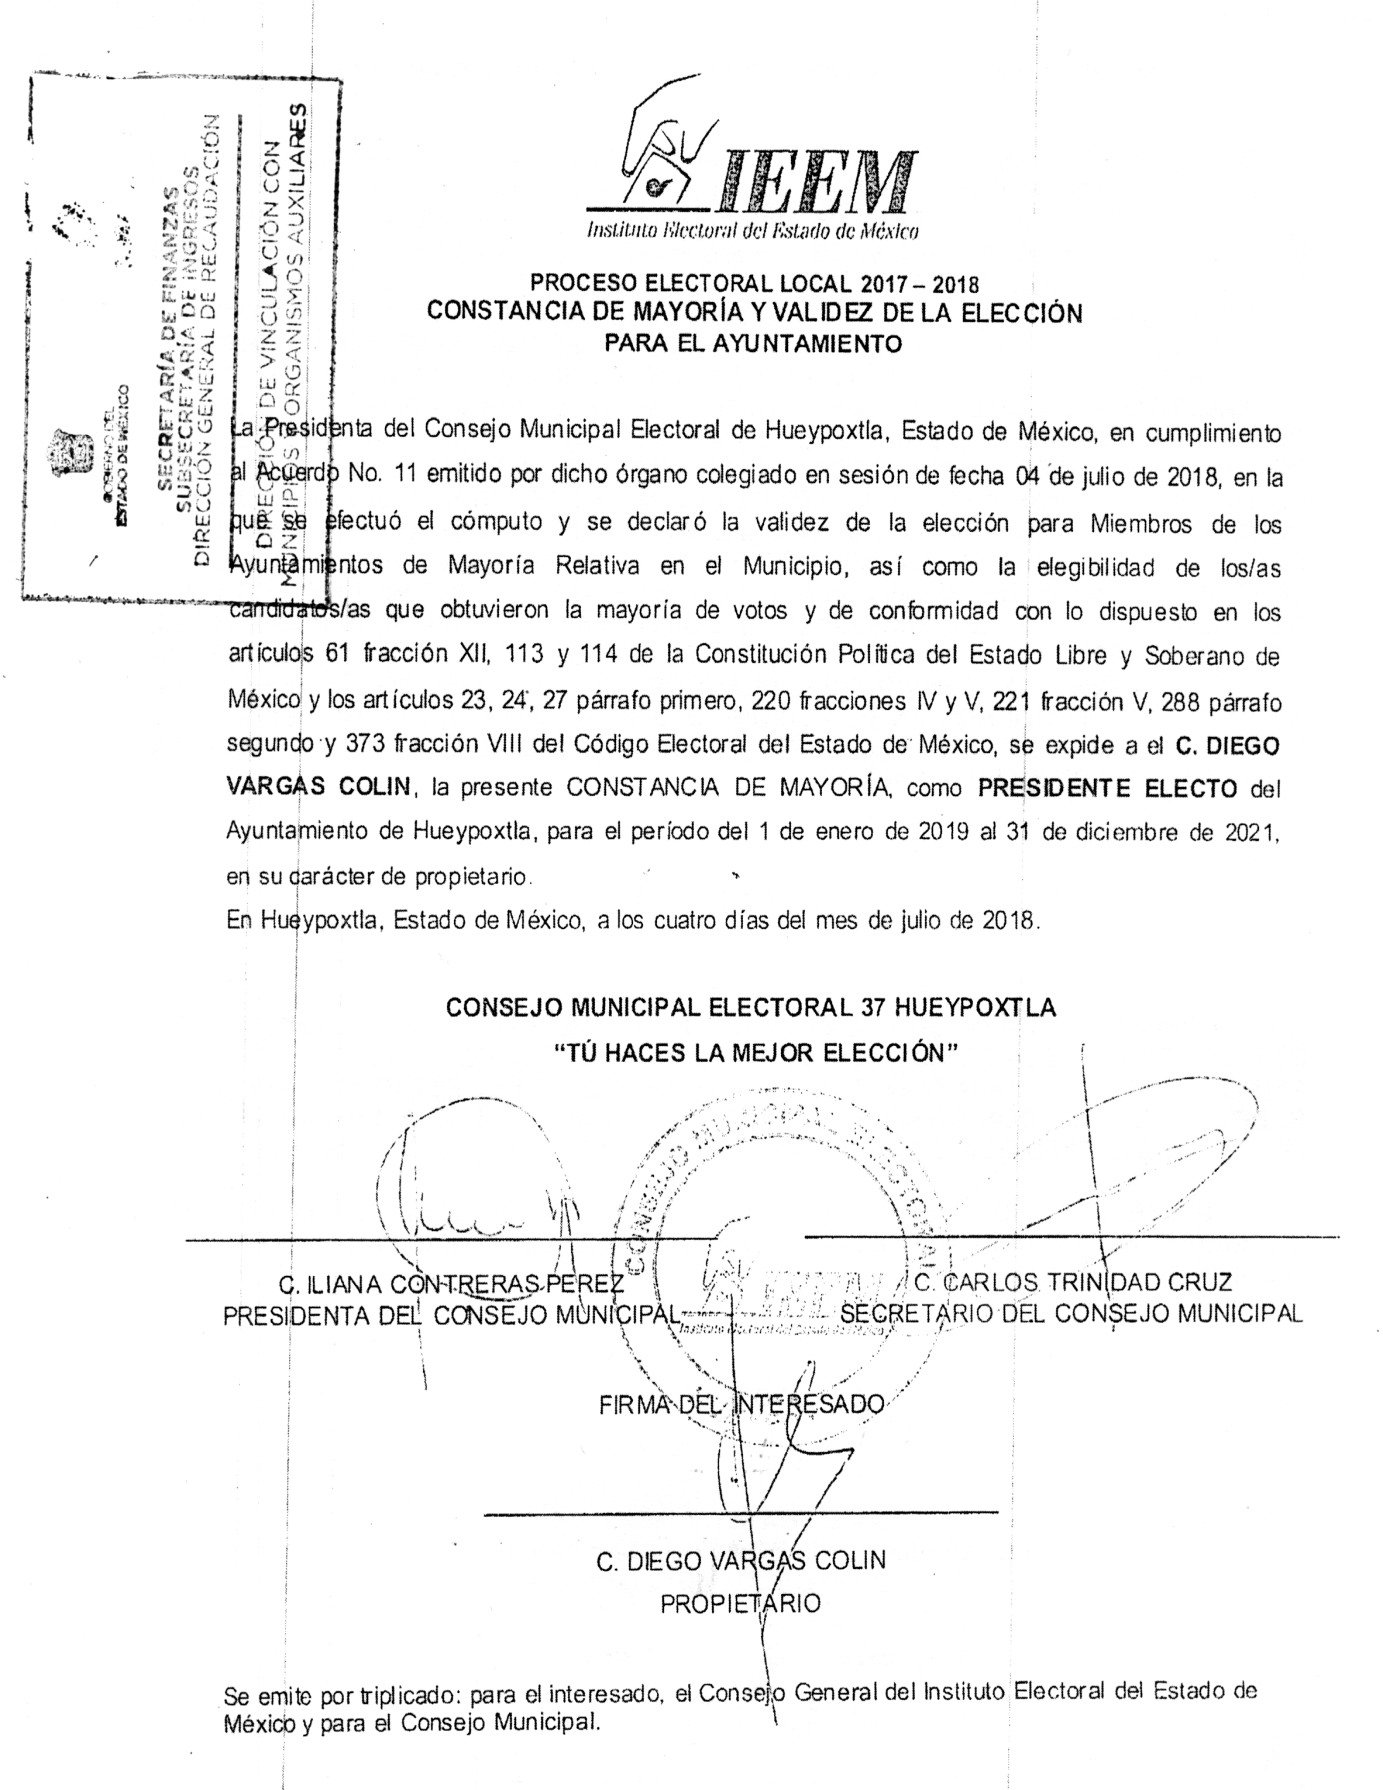 GOBIERNO DEL
ESTADO DE MÉXICO
SECRETARÍA DE FINANZAS
SUBSECRETARÍA DE INGRESOS
DIRECCIÓN GENERAL DE RECAUDACIÓN
DIRECCIÓN DE VINCULACIÓN CON
MUNICIPIOS Y ORGANISMOS AUXILIARES
IEEM
Instituto Electoral del Estado de México
PROCESO ELECTORAL LOCAL 2017 – 2018
CONSTANCIA DE MAYORÍA Y VALIDEZ DE LA ELECCIÓN
PARA EL AYUNTAMIENTO
La Presidenta del Consejo Municipal Electoral de Hueypoxtla, Estado de México, en cumplimiento
al Acuerdo No. 11 emitido por dicho órgano colegiado en sesión de fecha 04 de julio de 2018, en la
que se efectuó el cómputo y se declaró la validez de la elección para Miembros de los
Ayuntamientos de Mayoría Relativa en el Municipio, así como la elegibilidad de los/as
candidatos/as que obtuvieron la mayoría de votos y de conformidad con lo dispuesto en los
artículos 61 fracción XII, 113 y 114 de la Constitución Política del Estado Libre y Soberano de
México y los artículos 23, 24, 27 párrafo primero, 220 fracciones IV y V, 221 fracción V, 288 párrafo
segundo y 373 fracción VIII del Código Electoral del Estado de México, se expide a el C. DIEGO
VARGAS COLIN, la presente CONSTANCIA DE MAYORÍA, como PRESIDENTE ELECTO del
Ayuntamiento de Hueypoxtla, para el período del 1 de enero de 2019 al 31 de diciembre de 2021,
en su carácter de propietario.
En Hueypoxtla, Estado de México, a los cuatro días del mes de julio de 2018.
CONSEJO MUNICIPAL ELECTORAL 37 HUEYPOXTLA
“TÚ HACES LA MEJOR ELECCIÓN”
CONSEJO MUNICIPAL ELECTORAL
Instituto Electoral del Estado de México
C. ILIANA CONTRERAS PEREZ
PRESIDENTA DEL CONSEJO MUNICIPAL
C. CARLOS TRINIDAD CRUZ
SECRETARIO DEL CONSEJO MUNICIPAL
FIRMA DEL INTERESADO
C. DIEGO VARGAS COLIN
PROPIETARIO
Se emite por triplicado: para el interesado, el Consejo General del Instituto Electoral del Estado de
México y para el Consejo Municipal.